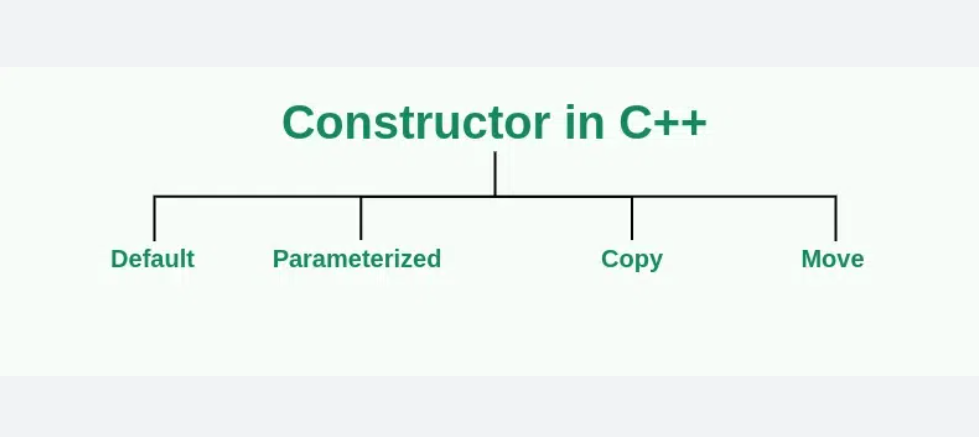 Constructor in C++
Default Parameterized Copy Move